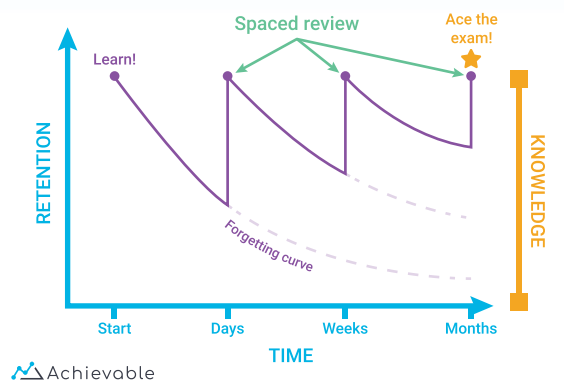 Ace the
exam!
Spaced review
Learn!
RETENTION
KNOWLEDGE
Forgetting curve
Start
Days
Weeks
Months
TIME
Achievable